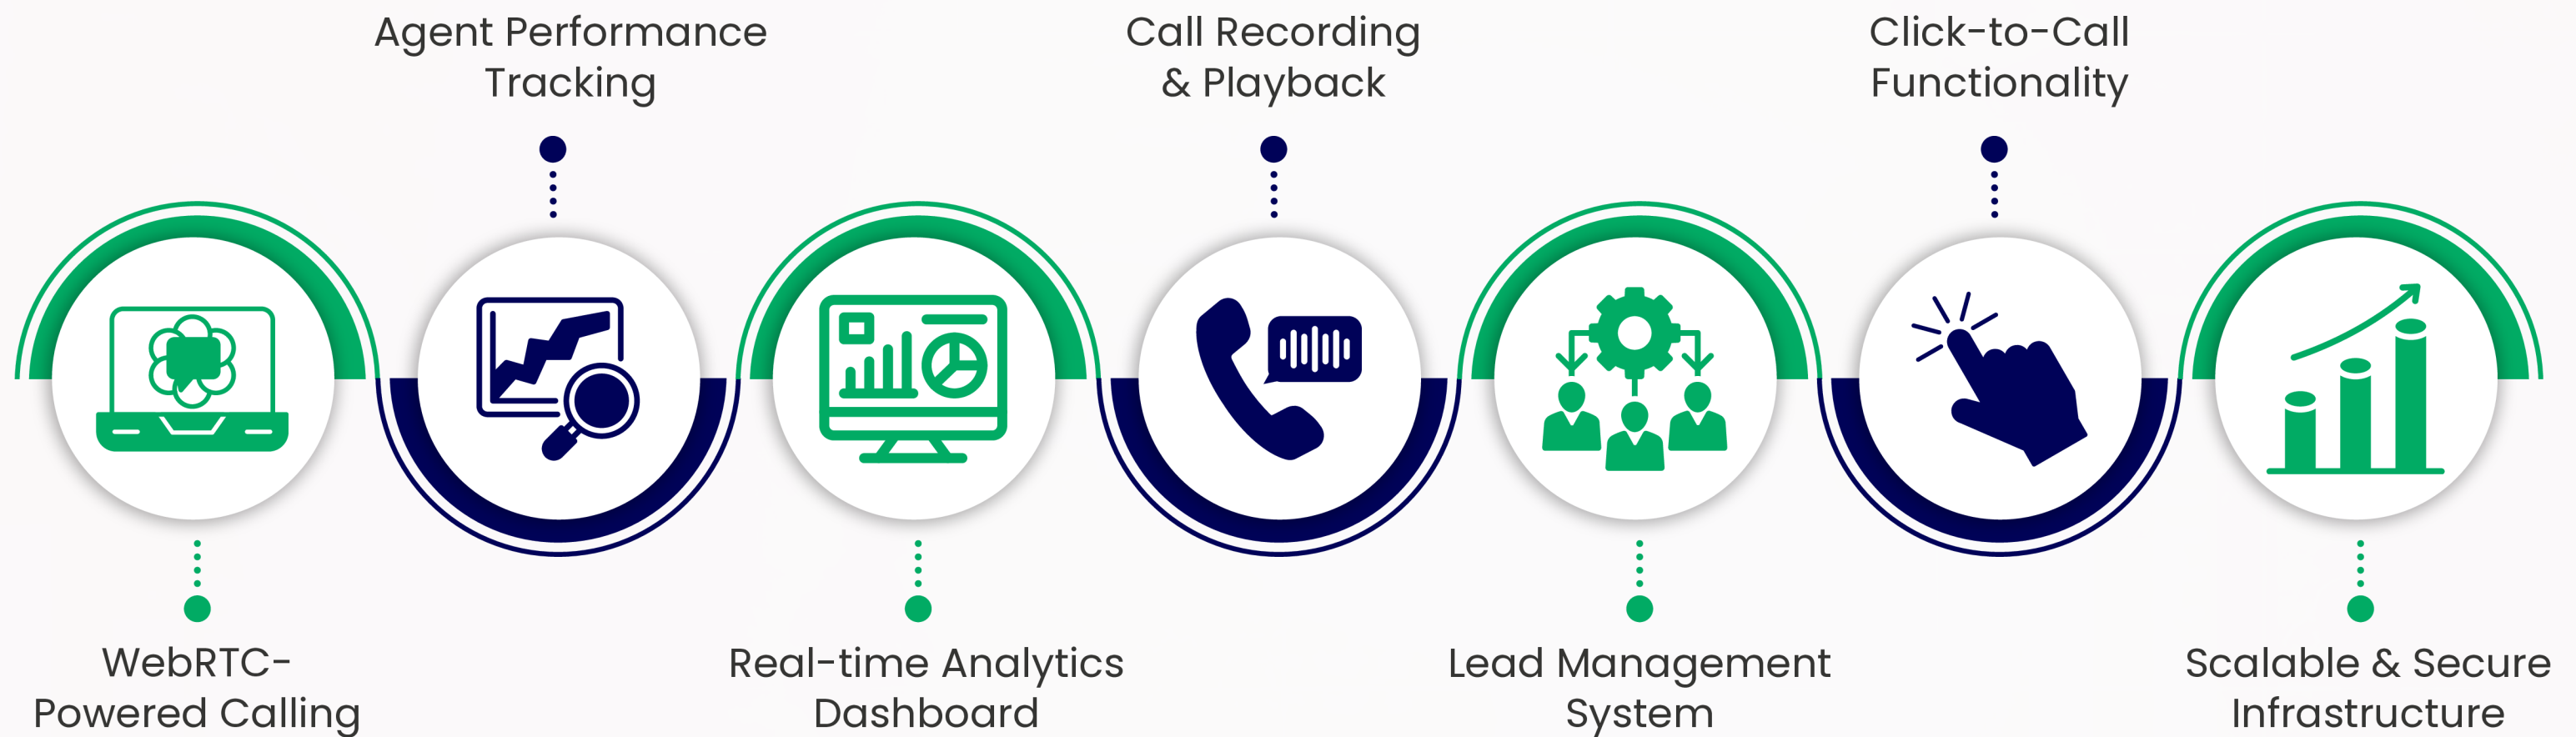 Agent Performance
Tracking
Call Recording
& Playback
Click-to-Call
Functionality
WebRTC-
Powered Calling
Real-time Analytics
Dashboard
Lead Management
System
Scalable & Secure
Infrastructure